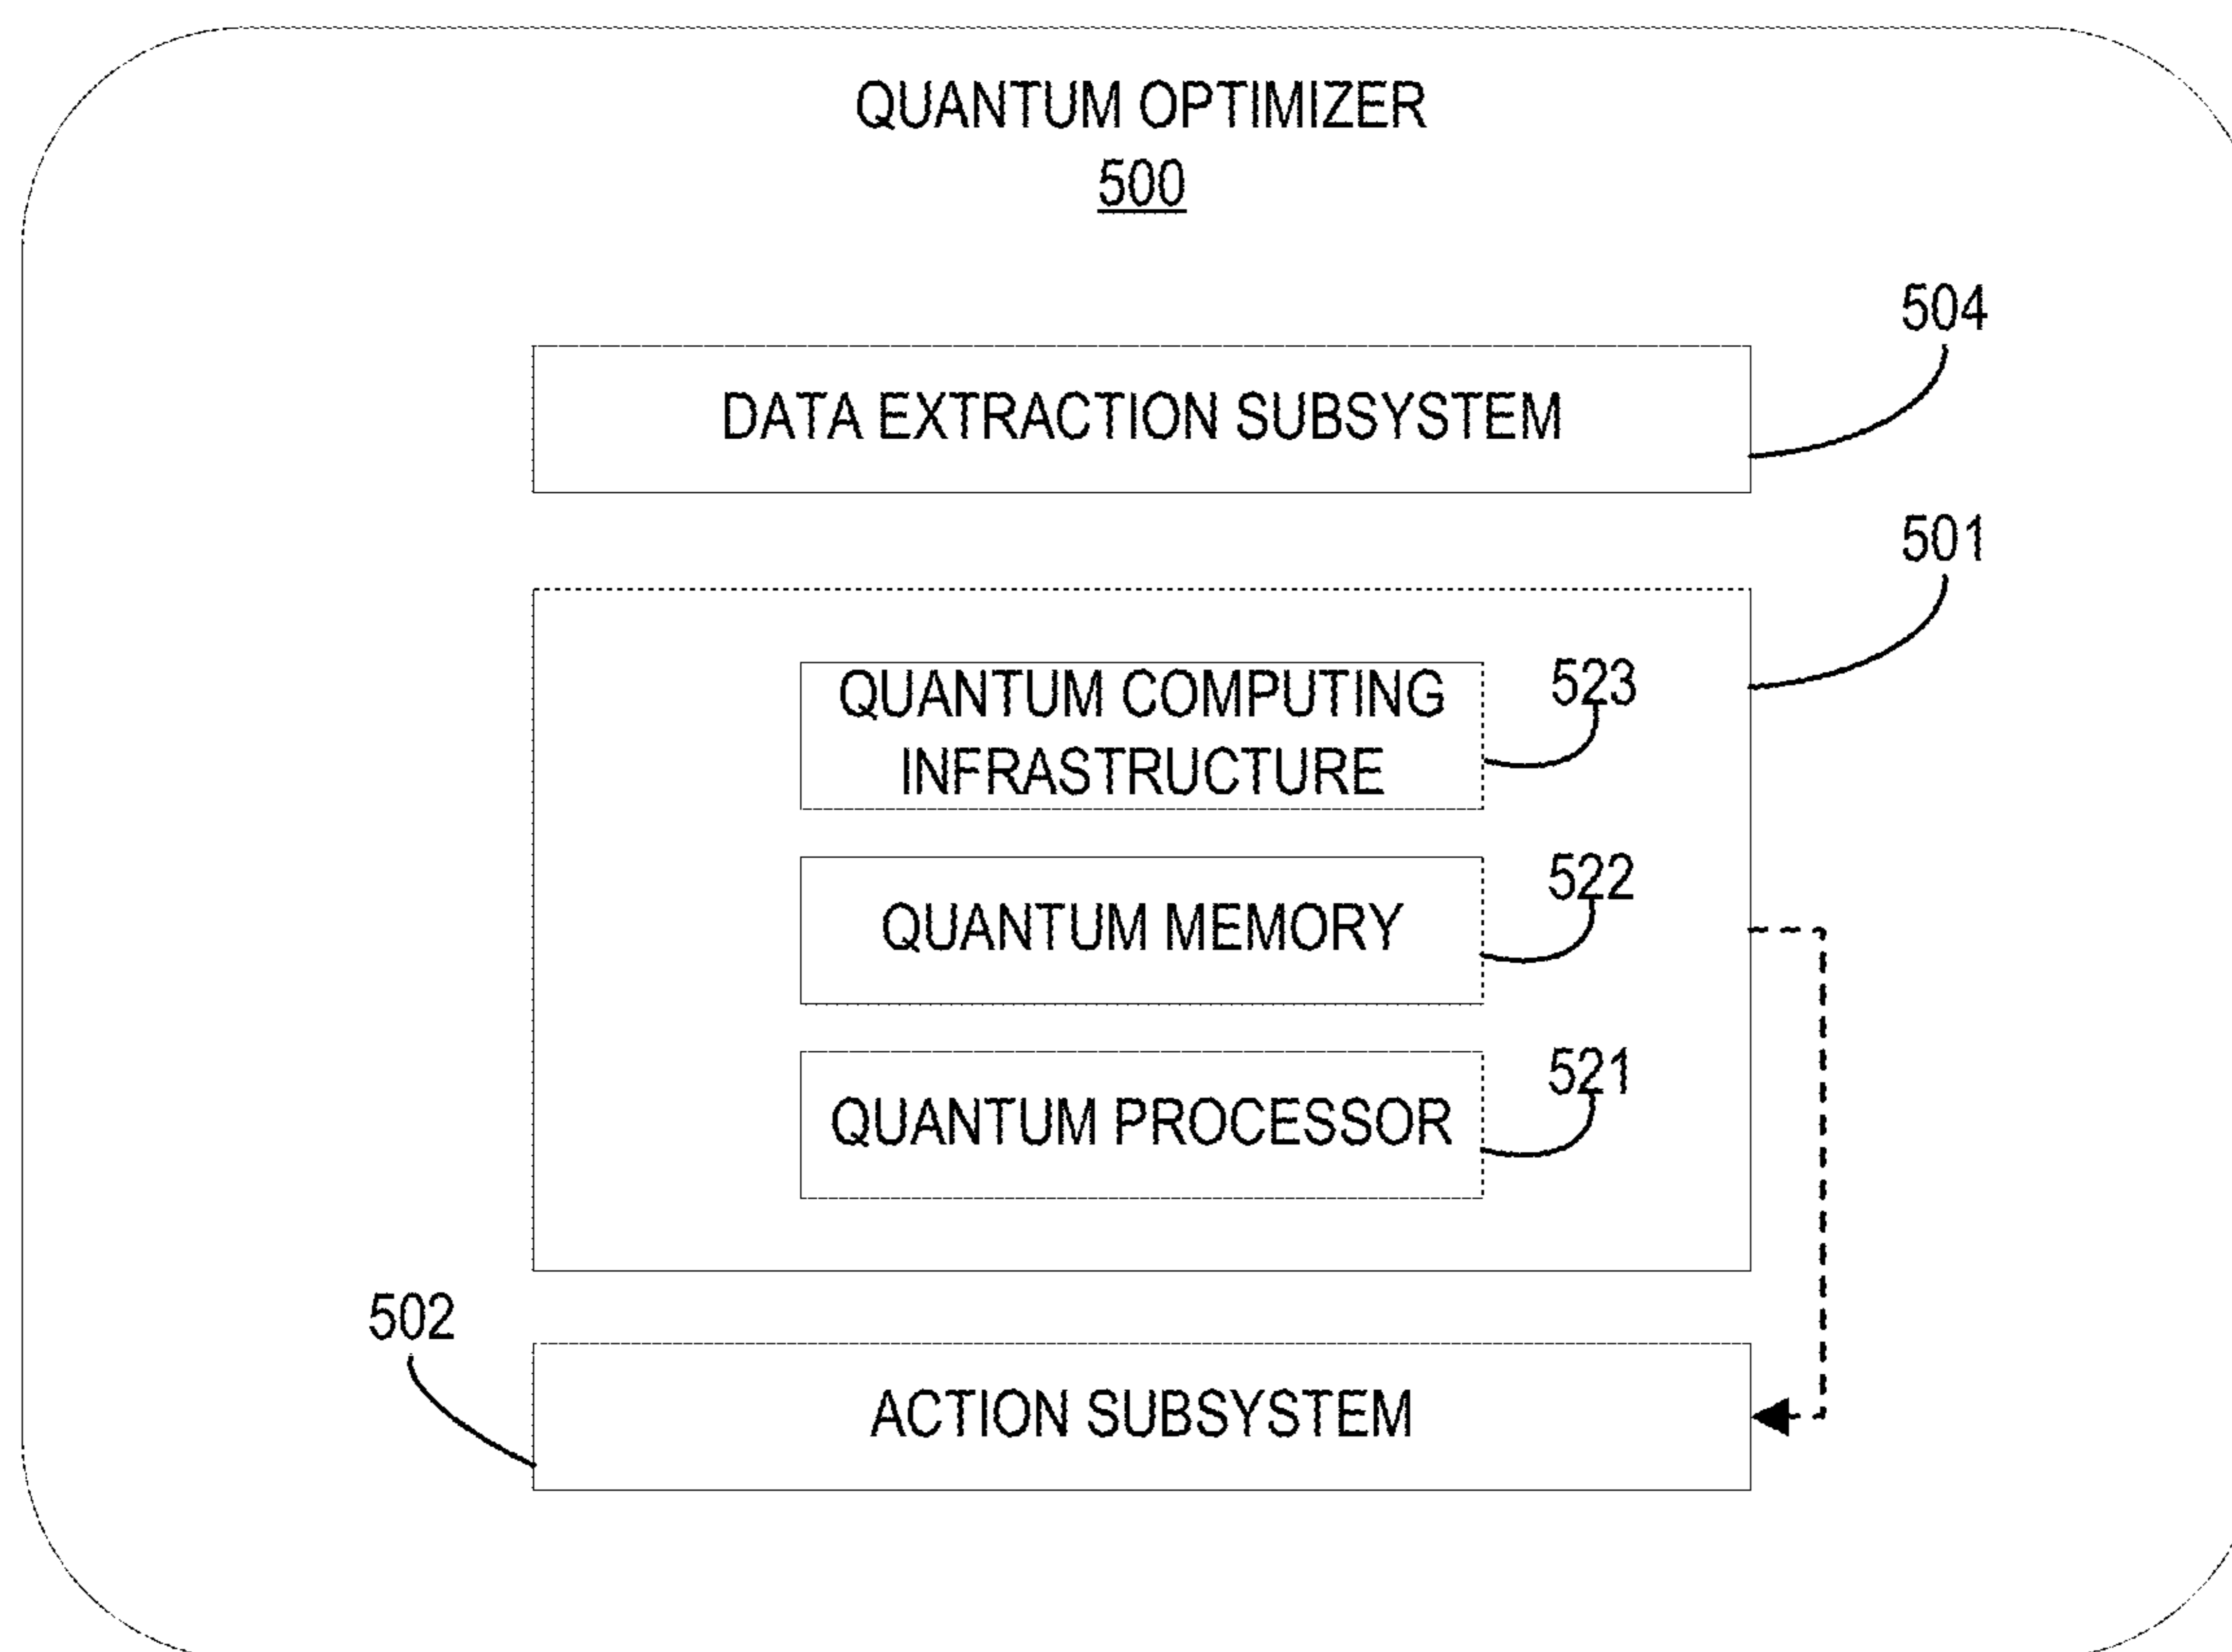 QUANTUM OPTIMIZER
500
504
DATA EXTRACTION SUBSYSTEM
501
QUANTUM COMPUTING
INFRASTRUCTURE
523
QUANTUM MEMORY
522
QUANTUM PROCESSOR
521
502
ACTION SUBSYSTEM